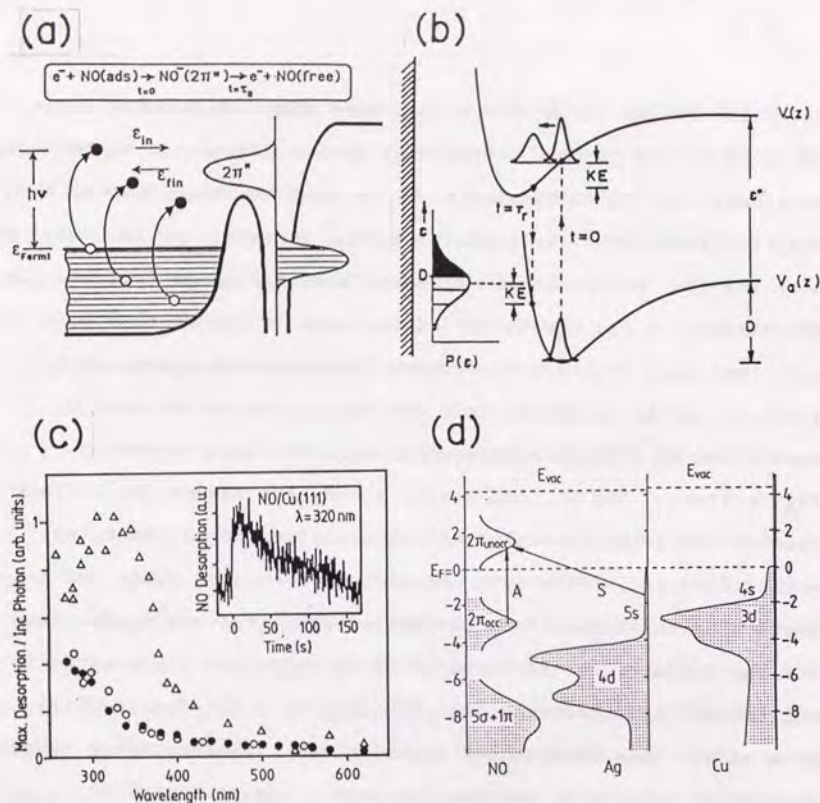 (a)
e⁻ + NO(ads) → NO⁻(2π*) → e⁻ + NO(free)
t=0 t=τ_R
ε_in
ε_fin
2π*
hν
ε_Fermi
(b)
V_i(z)
KE
ε*
t=τ_r
t=0
ε
0
KE
V_a(z)
D
P(ε)
(c)
Max. Desorption / Inc Photon (arb. units)
1
0
NO Desorption (a.u.)
NO/Cu(111)
λ=320 nm
0 50 100 150
Time (s)
300 400 500 600
Wavelength (nm)
(d)
E_vac E_vac
4 4
2 2
2π_unocc
E_F=0 0
A S 4s
-2 5s 3d -2
2π_occ
-4 -4
-6 4d -6
-8 5σ+1π -8
NO Ag Cu